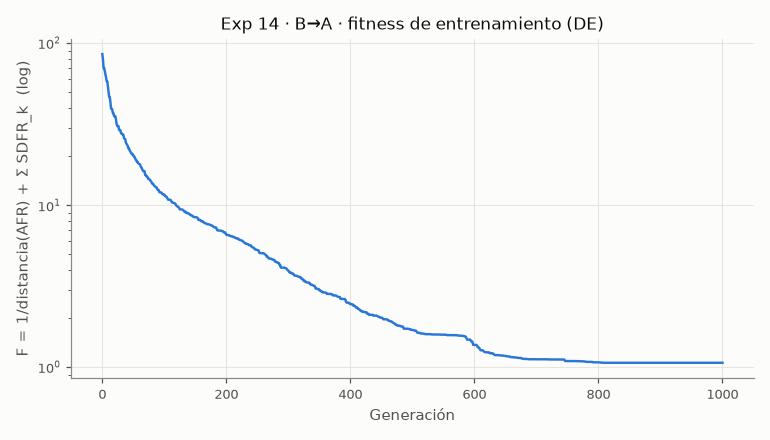 Exp 14 · B→A · fitness de entrenamiento (DE)
F = 1/distancia(AFR) + Σ SDFR_k (log)
10²
10¹
10⁰
0 200 400 600 800 1000
Generación